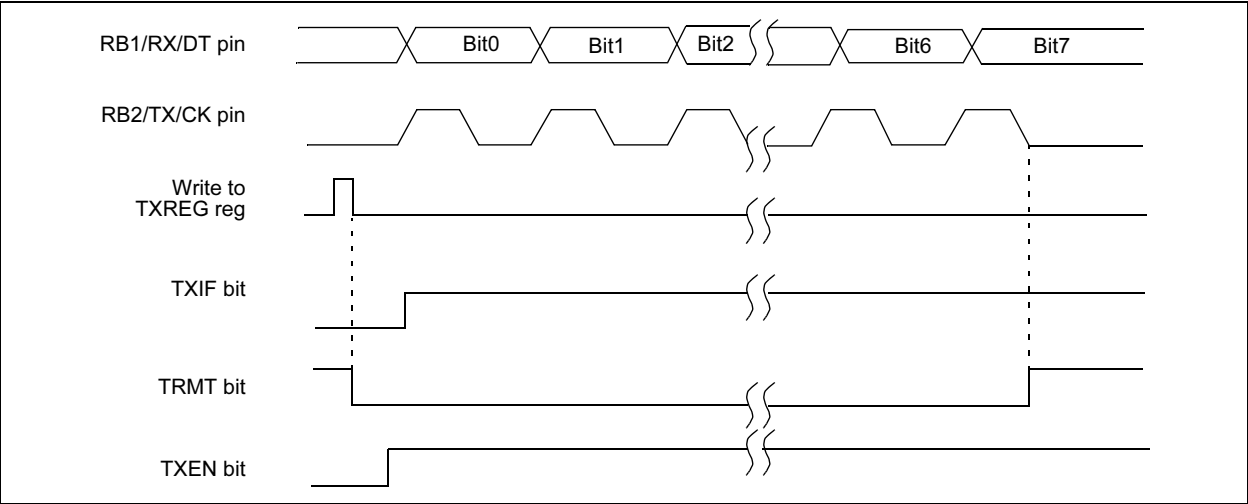 RB1/RX/DT pin
Bit0
Bit1
Bit2
Bit6
Bit7
RB2/TX/CK pin
Write to
TXREG reg
TXIF bit
TRMT bit
TXEN bit